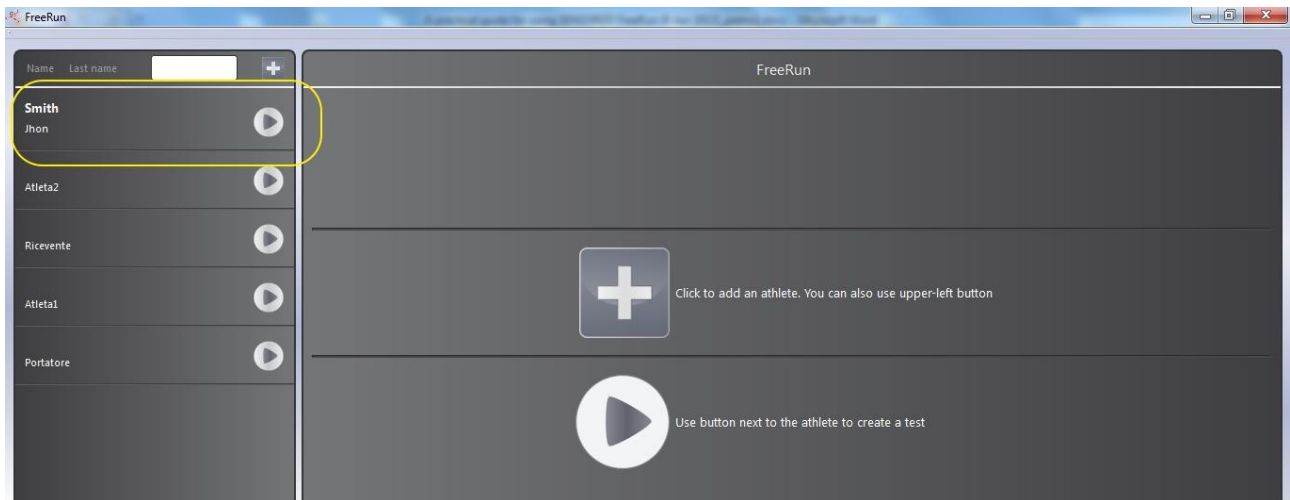 FreeRun
Name Last name
Smith
Jhon
Atleta2
Ricevente
Atleta1
Portatore
FreeRun
Click to add an athlete. You can also use upper-left button
Use button next to the athlete to create a test